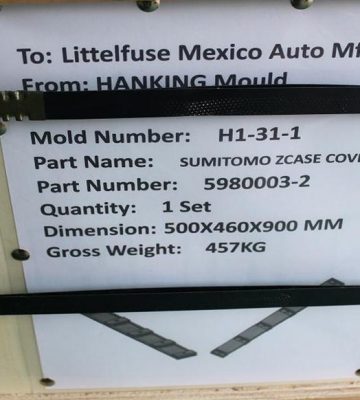 To: Littelfuse Mexico Auto Mf
From: HANKING Mould
Mold Number: H1-31-1
Part Name: SUMITOMO ZCASE COVE
Part Number: 5980003-2
Quantity: 1 Set
Dimension: 500X460X900 MM
Gross Weight: 457KG